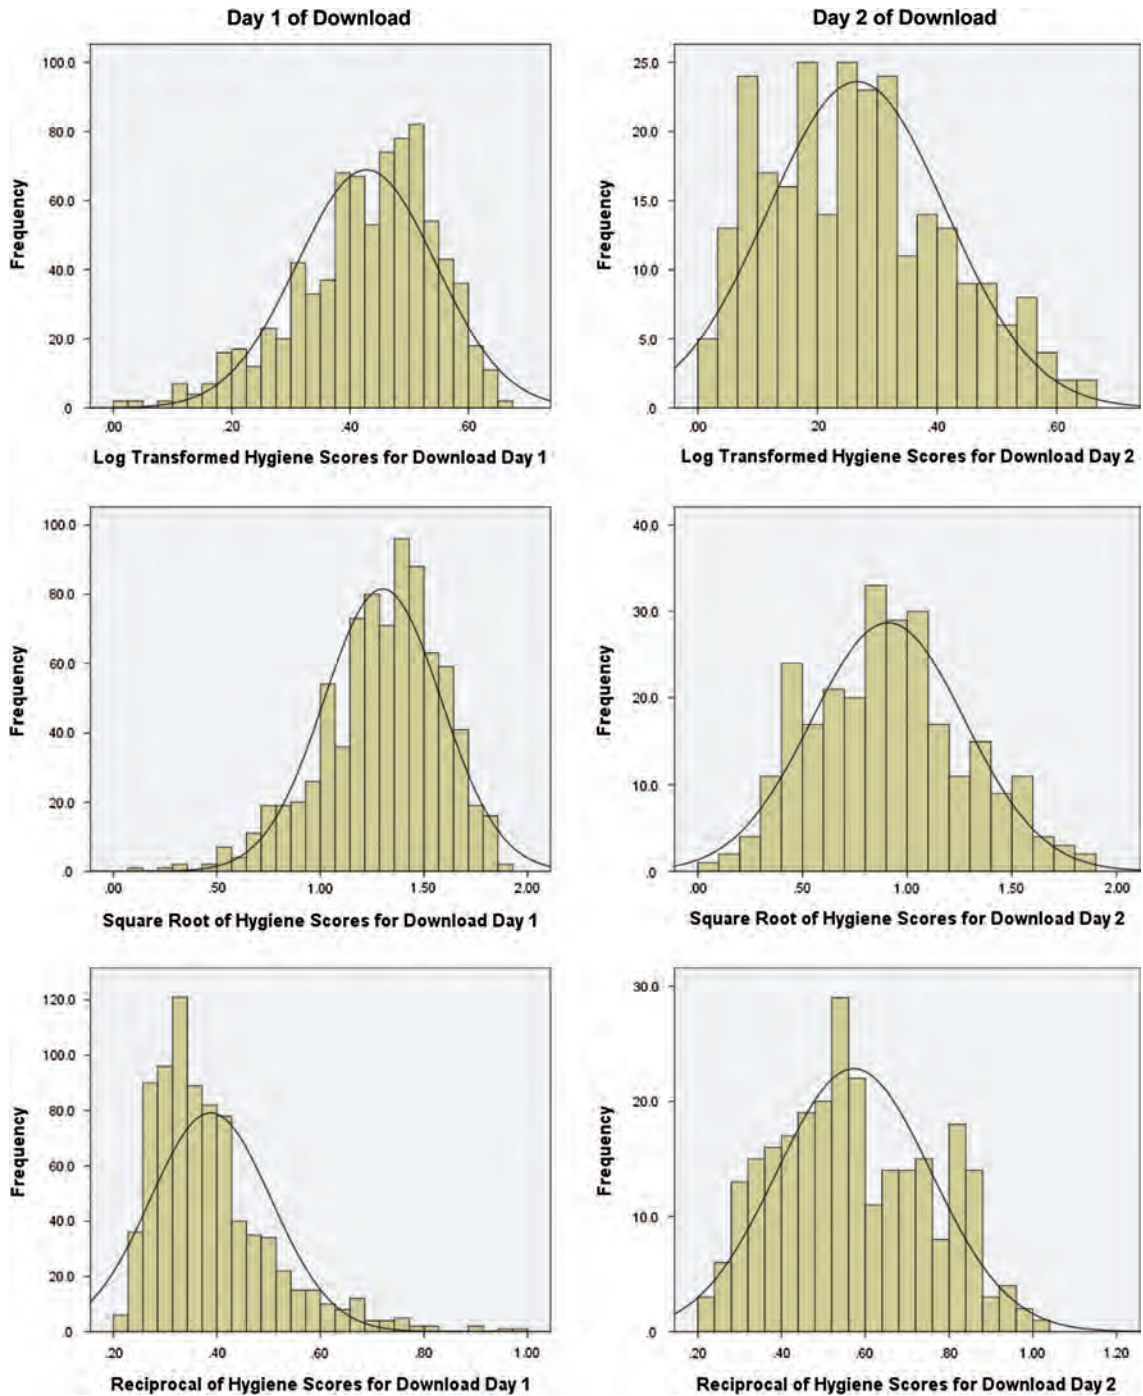 Day 1 of Download
100.0
80.0
60.0
40.0
20.0
.0
Frequency
.00 .20 .40 .60
Log Transformed Hygiene Scores for Download Day 1
Day 2 of Download
25.0
20.0
15.0
10.0
5.0
.0
Frequency
.00 .20 .40 .60
Log Transformed Hygiene Scores for Download Day 2
100.0
80.0
60.0
40.0
20.0
.0
Frequency
.00 .50 1.00 1.50 2.00
Square Root of Hygiene Scores for Download Day 1
40.0
30.0
20.0
10.0
.0
Frequency
.00 .50 1.00 1.50 2.00
Square Root of Hygiene Scores for Download Day 2
120.0
100.0
80.0
60.0
40.0
20.0
.0
Frequency
.20 .40 .60 .80 1.00
Reciprocal of Hygiene Scores for Download Day 1
30.0
20.0
10.0
.0
Frequency
.20 .40 .60 .80 1.00 1.20
Reciprocal of Hygiene Scores for Download Day 2